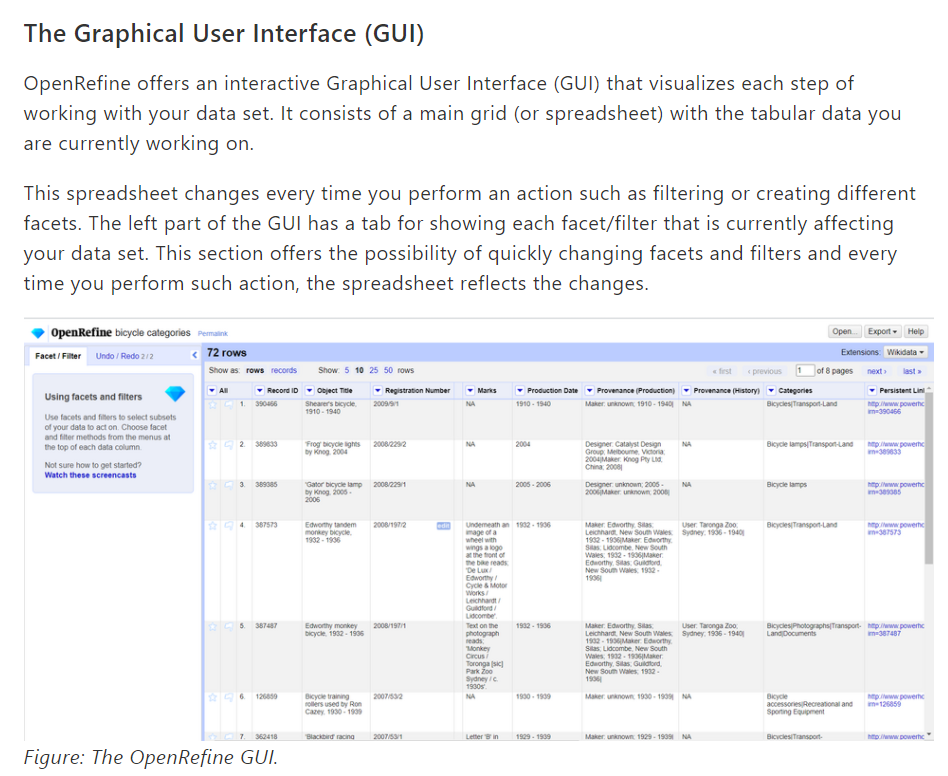 The Graphical User Interface (GUI)
OpenRefine offers an interactive Graphical User Interface (GUI) that visualizes each step of
working with your data set. It consists of a main grid (or spreadsheet) with the tabular data you
are currently working on.
This spreadsheet changes every time you perform an action such as filtering or creating different
facets. The left part of the GUI has a tab for showing each facet/filter that is currently affecting
your data set. This section offers the possibility of quickly changing facets and filters and every
time you perform such action, the spreadsheet reflects the changes.
OpenRefine bicycle categories Permalink
Open... Export Help
Facet / Filter Undo / Redo 2 / 2
72 rows
Extensions: Wikidata
Show as: rows records Show: 5 10 25 50 rows
« first ‹ previous 1 of 8 pages next › last »
Using facets and filters
Use facets and filters to select subsets
of your data to act on. Choose facet
and filter methods from the menus at
the top of each data column.
Not sure how to get started?
Watch these screencasts
All Record ID Object Title Registration Number Marks Production Date Provenance (Production) Provenance (History) Categories Persistent Lin
1. 390466
Shearer's bicycle,
1910 - 1940
2009/9/1
NA
1910 - 1940
Maker: unknown; 1910 - 1940|
NA
Bicycles|Transport-Land
http://www.powerho
irn=390466
2. 389833
'Frog' bicycle lights
by Knog, 2004
2008/229/2
NA
2004
Designer: Catalyst Design
Group; Melbourne, Victoria;
2004|Maker: Knog Pty Ltd;
China; 2008|
NA
Bicycle lamps|Transport-Land
http://www.powerho
irn=389833
3. 389385
'Gator' bicycle lamp
by Knog, 2005 -
2006
2008/229/1
NA
2005 - 2006
Designer: unknown; 2005 -
2006|Maker: unknown; 2008|
NA
Bicycle lamps
http://www.powerho
irn=389385
4. 387573
Edworthy tandem
monkey bicycle,
1932 - 1936
2008/197/2
edit
Underneath an
image of a
wheel with
wings a logo
at the front of
the bike reads;
'De Lux /
Edworthy /
Cycle & Motor
Works /
Leichhardt /
Guildford /
Lidcombe'.
1932 - 1936
Maker: Edworthy, Silas;
Leichhardt, New South Wales;
1932 - 1936|Maker: Edworthy,
Silas; Lidcombe, New South
Wales; 1932 - 1936|Maker:
Edworthy, Silas; Guildford,
New South Wales; 1932 -
1936|
User: Taronga Zoo;
Sydney; 1936 - 1940|
Bicycles|Transport-Land
http://www.powerho
irn=387573
5. 387487
Edworthy monkey
bicycle, 1932 - 1936
2008/197/1
Text on the
photograph
reads,
'Monkey
Circus /
Toronga [sic]
Park Zoo
Sydney / c.
1930s'.
1932 - 1936
Maker: Edworthy, Silas;
Leichhardt, New South Wales;
1932 - 1936|Maker: Edworthy,
Silas; Lidcombe, New South
Wales; 1932 - 1936|Maker:
Edworthy, Silas; Guildford,
New South Wales; 1932 -
1936|
User: Taronga Zoo;
Sydney; 1936 - 1940|
Bicycles|Photographs|Transport-
Land|Documents
http://www.powerho
irn=387487
6. 126859
Bicycle training
rollers used by Ron
Cazey, 1930 - 1939
2007/53/2
NA
1930 - 1939
Maker: unknown; 1930 - 1939|
NA
Bicycle
accessories|Recreational and
Sporting Equipment
http://www.powerho
irn=126859
7. 362418
'Blackbird' racing
2007/53/1
Letter 'B' in
1929 - 1939
Maker: unknown; 1929 - 1939|
NA
Bicycles|Transport-
http://www.powerho
Figure: The OpenRefine GUI.